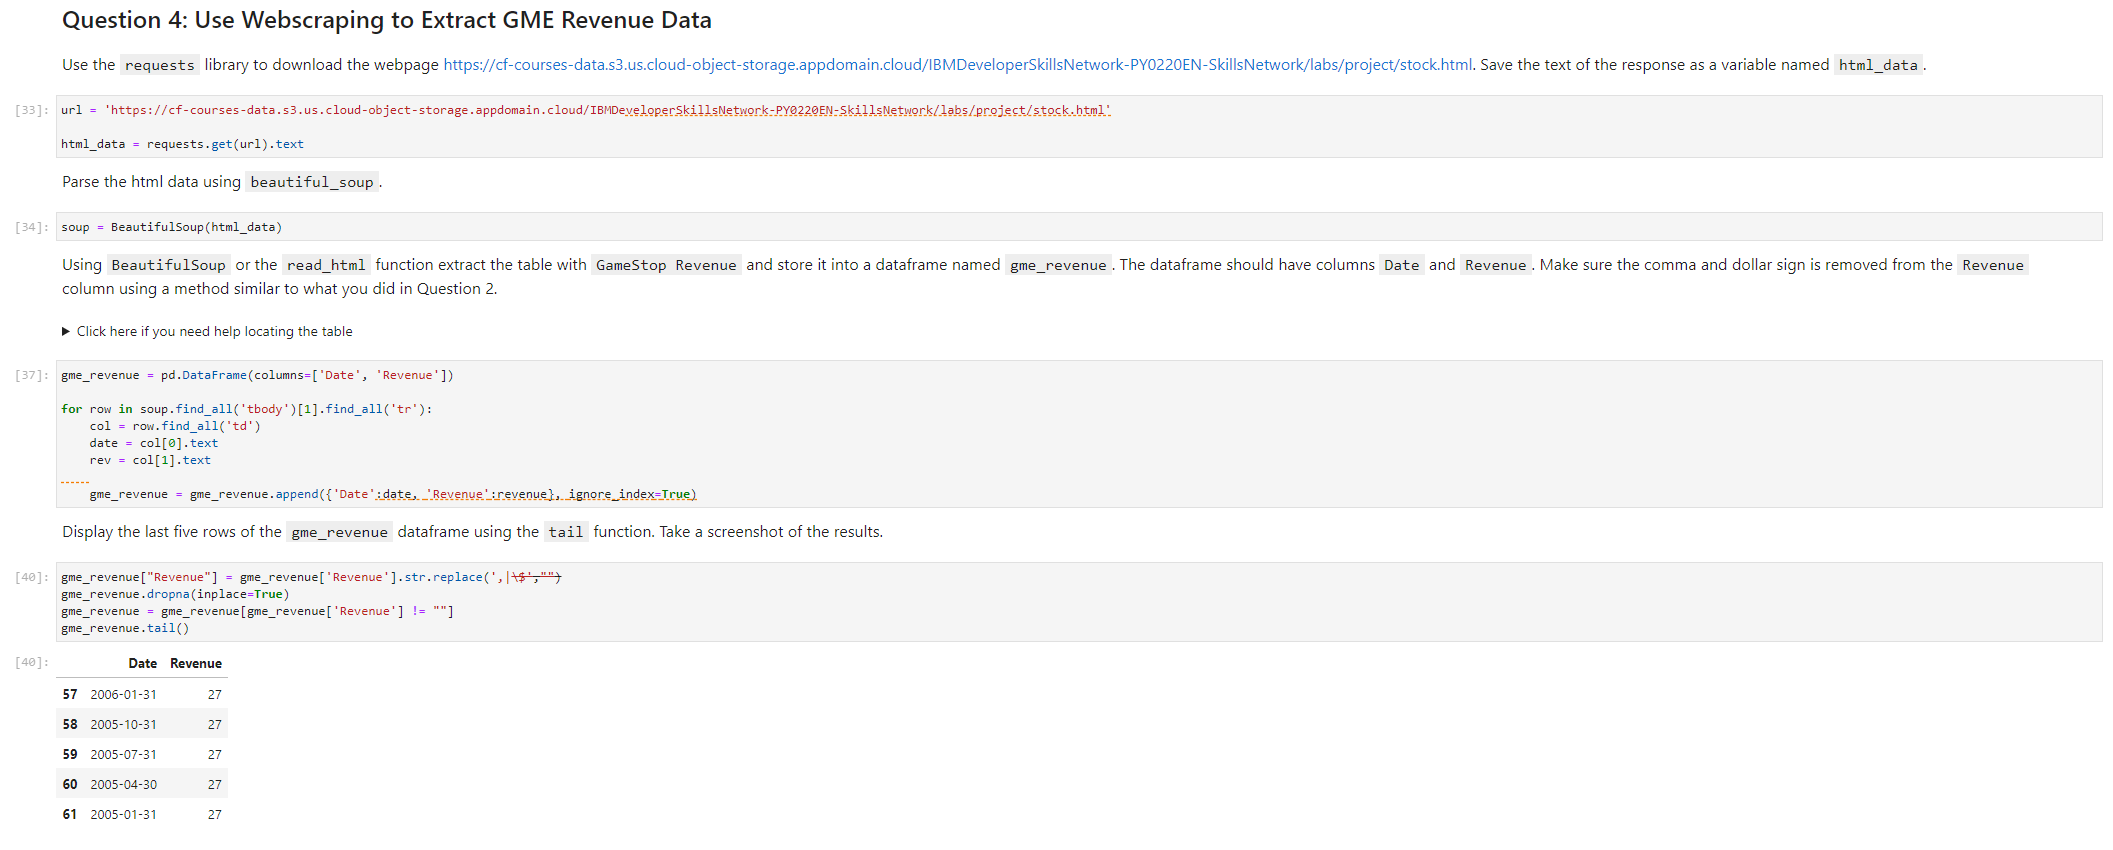 Question 4: Use Webscraping to Extract GME Revenue Data
Use the requests library to download the webpage https://cf-courses-data.s3.us.cloud-object-storage.appdomain.cloud/IBMDeveloperSkillsNetwork-PY0220EN-SkillsNetwork/labs/project/stock.html. Save the text of the response as a variable named html_data.
[33]: url = 'https://cf-courses-data.s3.us.cloud-object-storage.appdomain.cloud/IBMDeveloperSkillsNetwork-PY0220EN-SkillsNetwork/labs/project/stock.html'
html_data = requests.get(url).text
Parse the html data using beautiful_soup.
[34]: soup = BeautifulSoup(html_data)
Using BeautifulSoup or the read_html function extract the table with GameStop Revenue and store it into a dataframe named gme_revenue. The dataframe should have columns Date and Revenue. Make sure the comma and dollar sign is removed from the Revenue
column using a method similar to what you did in Question 2.
▶ Click here if you need help locating the table
[37]: gme_revenue = pd.DataFrame(columns=['Date', 'Revenue'])
for row in soup.find_all('tbody')[1].find_all('tr'):
    col = row.find_all('td')
    date = col[0].text
    rev = col[1].text
    gme_revenue = gme_revenue.append({'Date':date, 'Revenue':revenue}, ignore_index=True)
Display the last five rows of the gme_revenue dataframe using the tail function. Take a screenshot of the results.
[40]: gme_revenue["Revenue"] = gme_revenue['Revenue'].str.replace(',|\$',"")
gme_revenue.dropna(inplace=True)
gme_revenue = gme_revenue[gme_revenue['Revenue'] != ""]
gme_revenue.tail()
[40]: Date Revenue
57 2006-01-31 27
58 2005-10-31 27
59 2005-07-31 27
60 2005-04-30 27
61 2005-01-31 27